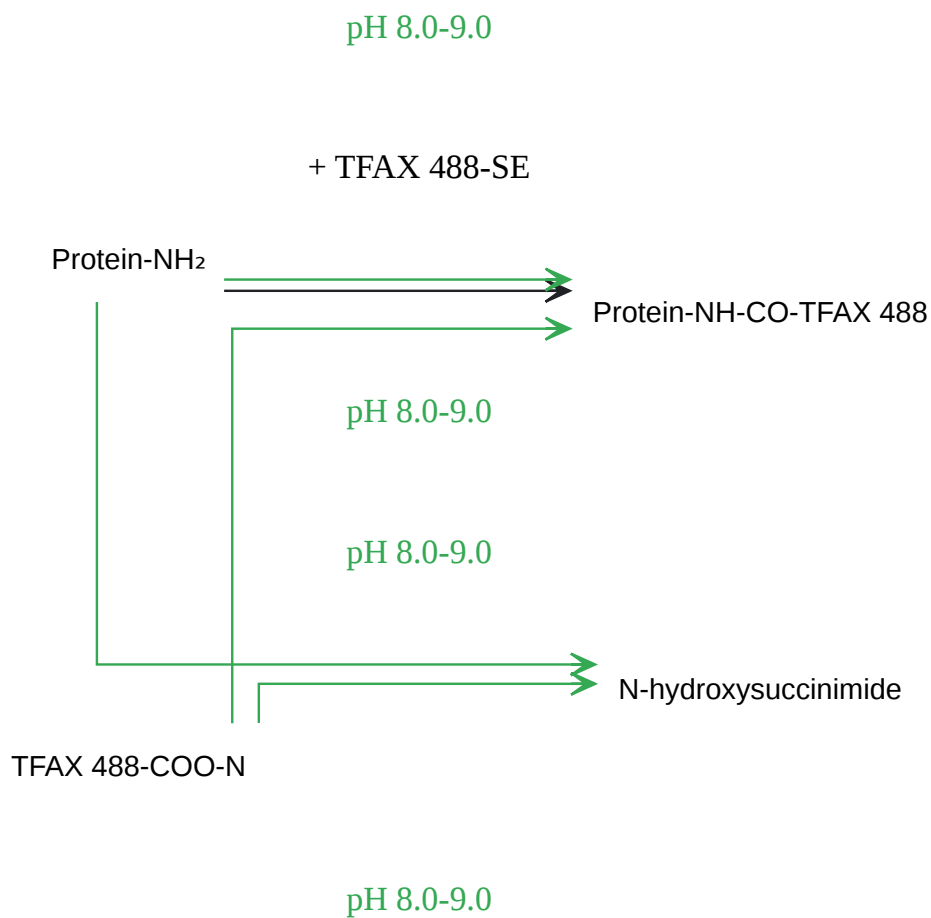 pH 8.0-9.0
+ TFAX 488-SE
Protein-NH₂
Protein-NH-CO-TFAX 488
pH 8.0-9.0
pH 8.0-9.0
N-hydroxysuccinimide
TFAX 488-COO-N
pH 8.0-9.0